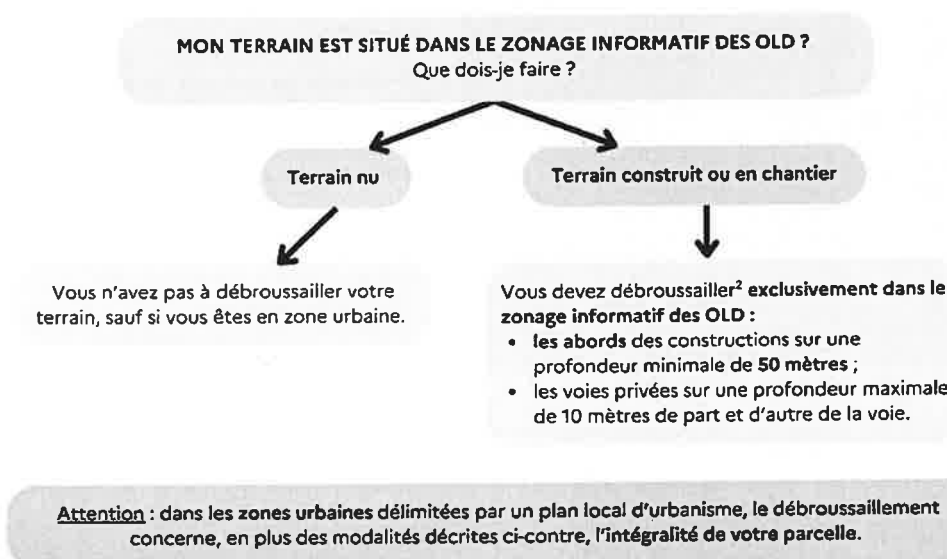 MON TERRAIN EST SITUÉ DANS LE ZONAGE INFORMATIF DES OLD ?
Que dois-je faire ?
Terrain nu
Terrain construit ou en chantier
Vous n'avez pas à débroussailler votre
terrain, sauf si vous êtes en zone urbaine.
Vous devez débroussailler² exclusivement dans le
zonage informatif des OLD :
• les abords des constructions sur une
profondeur minimale de 50 mètres ;
• les voies privées sur une profondeur maximale
de 10 mètres de part et d'autre de la voie.
Attention : dans les zones urbaines délimitées par un plan local d'urbanisme, le débroussaillement
concerne, en plus des modalités décrites ci-contre, l'intégralité de votre parcelle.